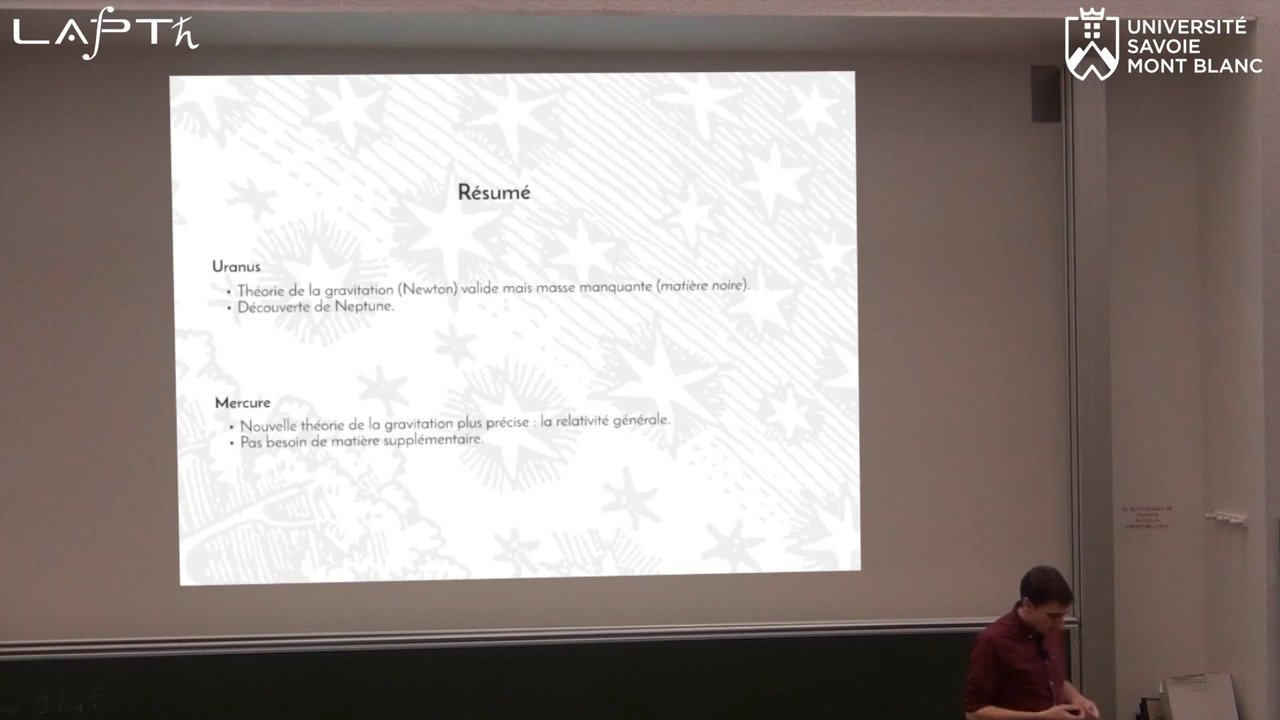 LAPTh
UNIVERSITÉ
SAVOIE
MONT BLANC
Résumé
Uranus
• Théorie de la gravitation (Newton) valide mais masse manquante (matière noire).
• Découverte de Neptune.
Mercure
• Nouvelle théorie de la gravitation plus précise : la relativité générale.
• Pas besoin de matière supplémentaire.